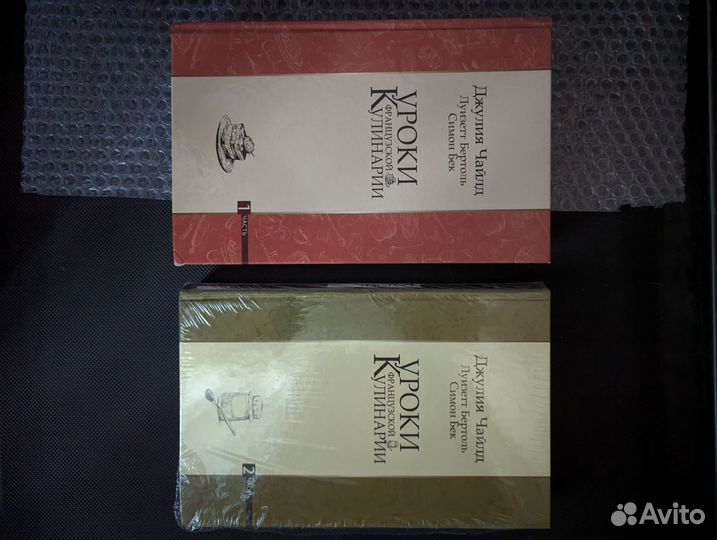 Джулия Чайлд
Луизетт Бертоль
Симон Бек
УРОКИ
ФРАНЦУЗСКОЙ
КУЛИНАРИИ
1
ЧАСТЬ
Джулия Чайлд
Луизетт Бертоль
Симон Бек
УРОКИ
ФРАНЦУЗСКОЙ
КУЛИНАРИИ
2
Avito